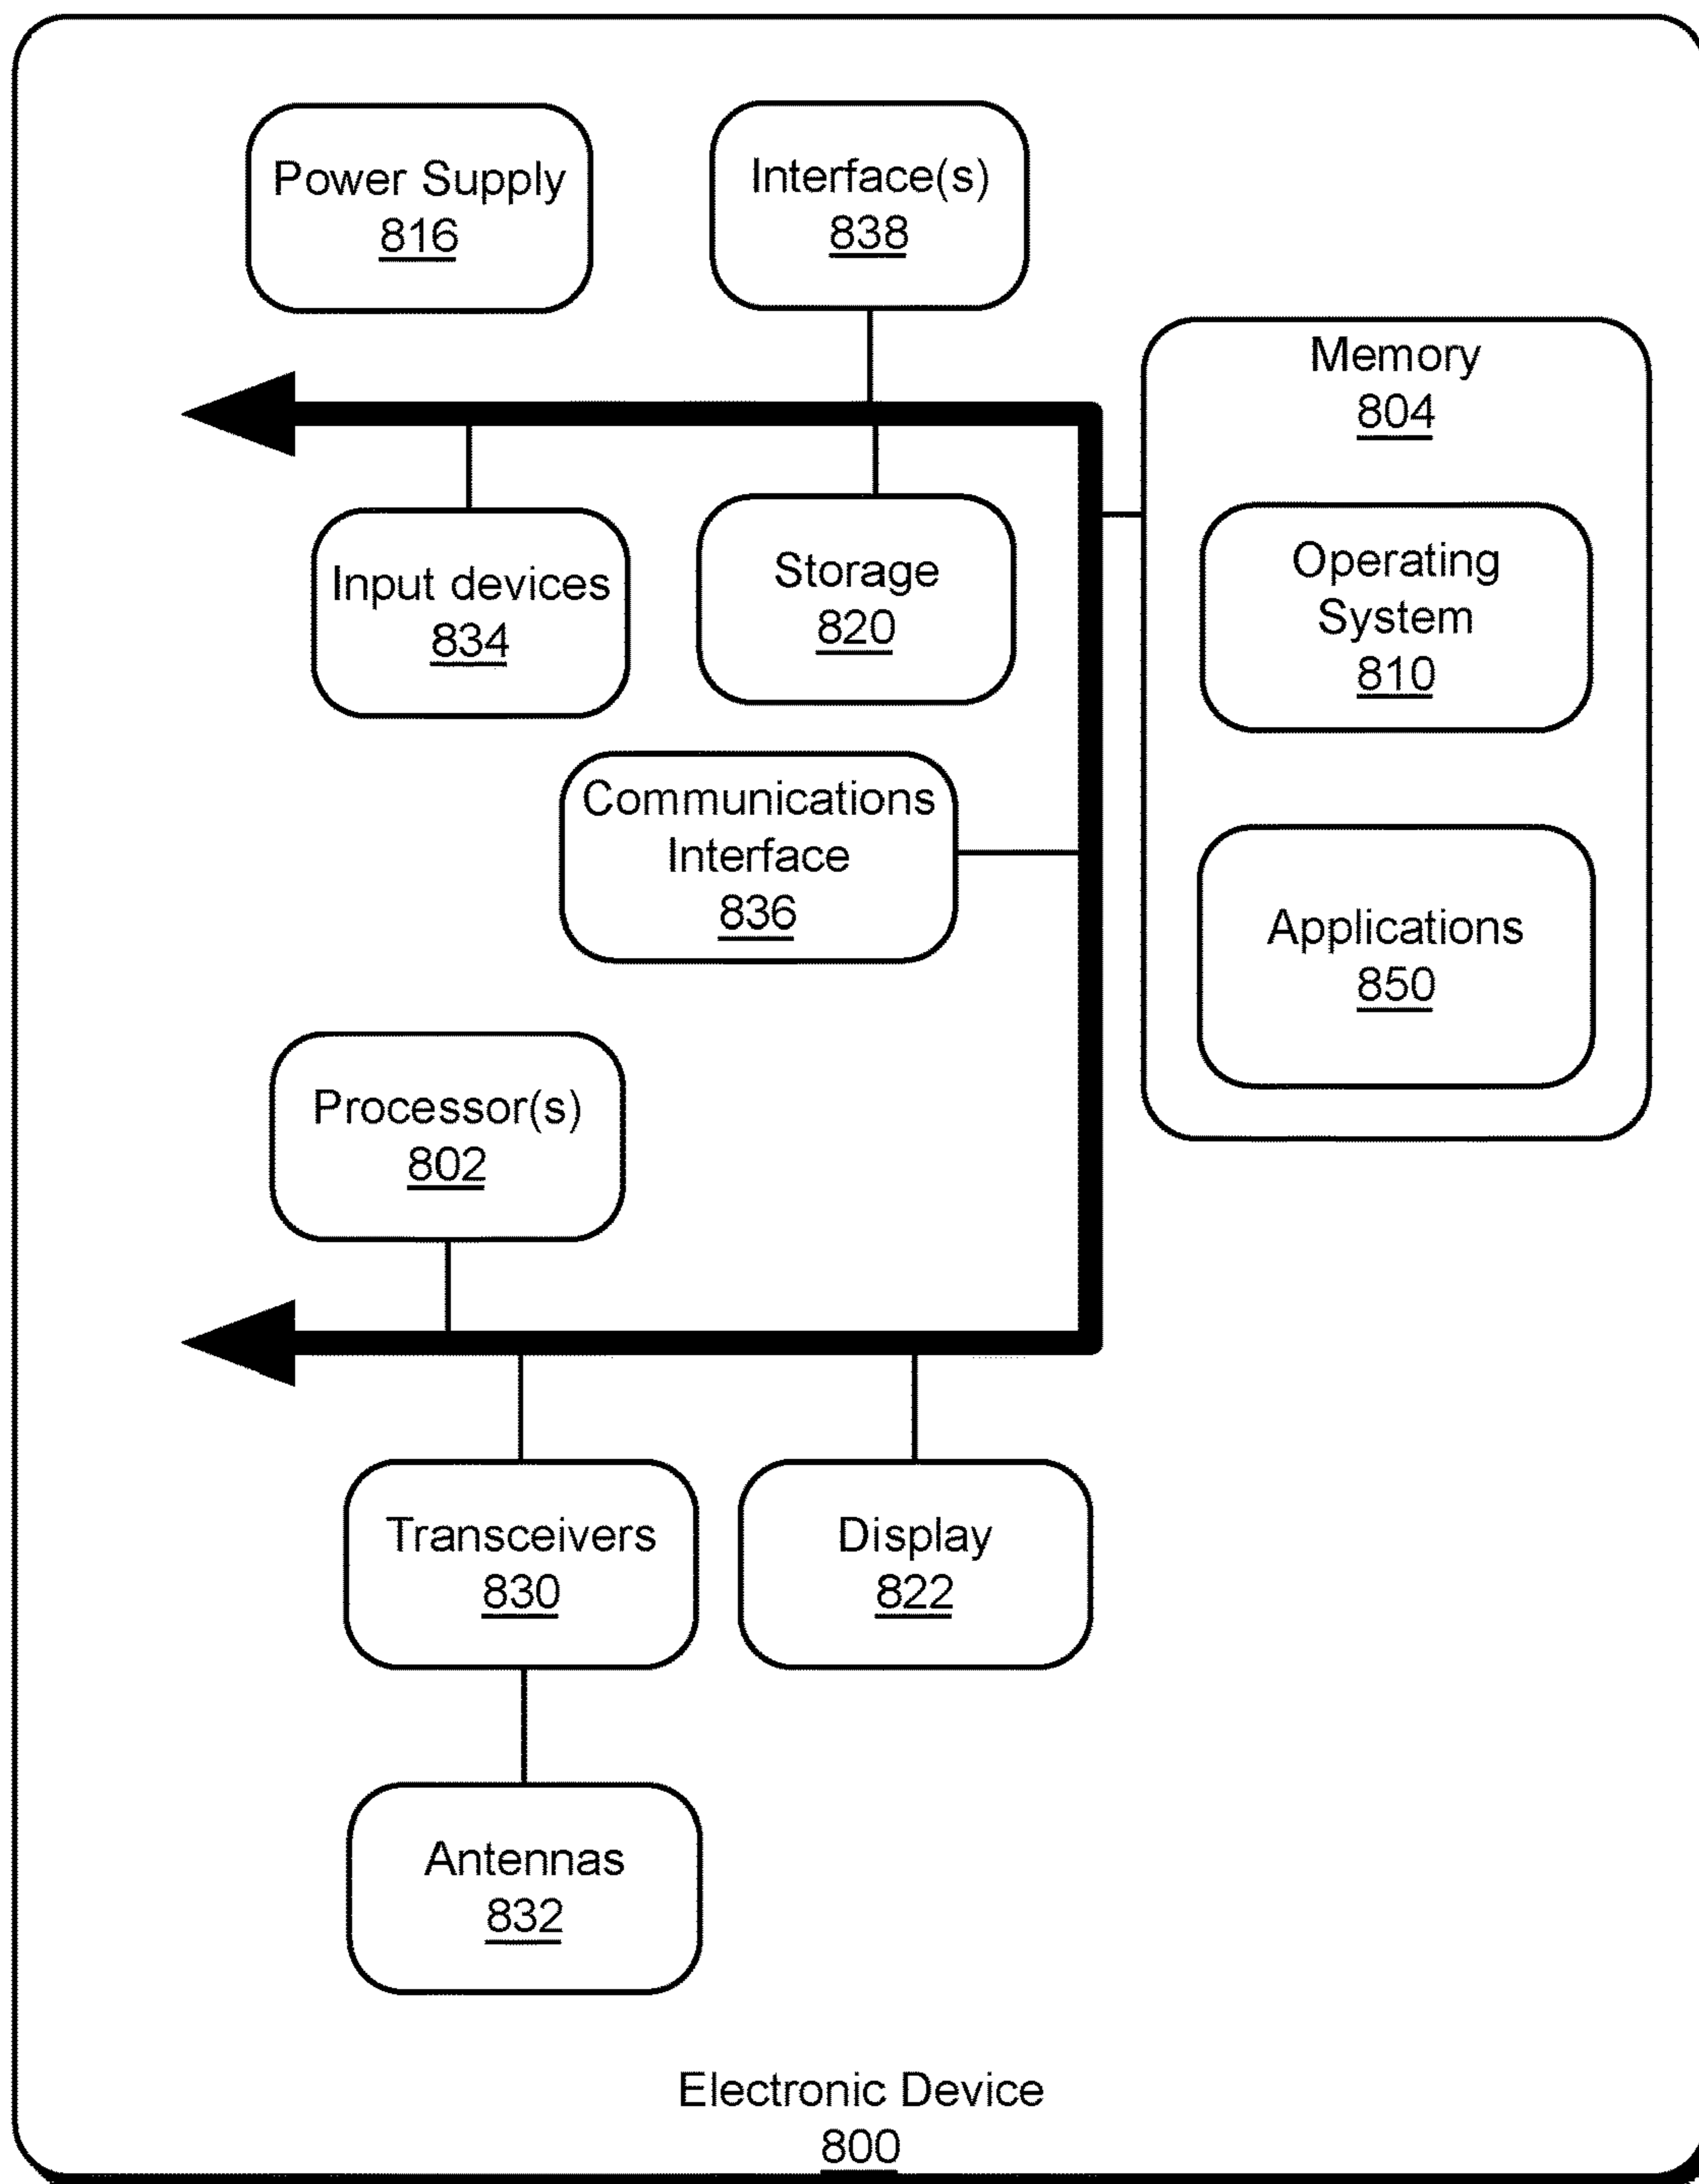 Power Supply
816
Interface(s)
838
Memory
804
Input devices
834
Storage
820
Operating
System
810
Communications
Interface
836
Applications
850
Processor(s)
802
Transceivers
830
Display
822
Antennas
832
Electronic Device
800